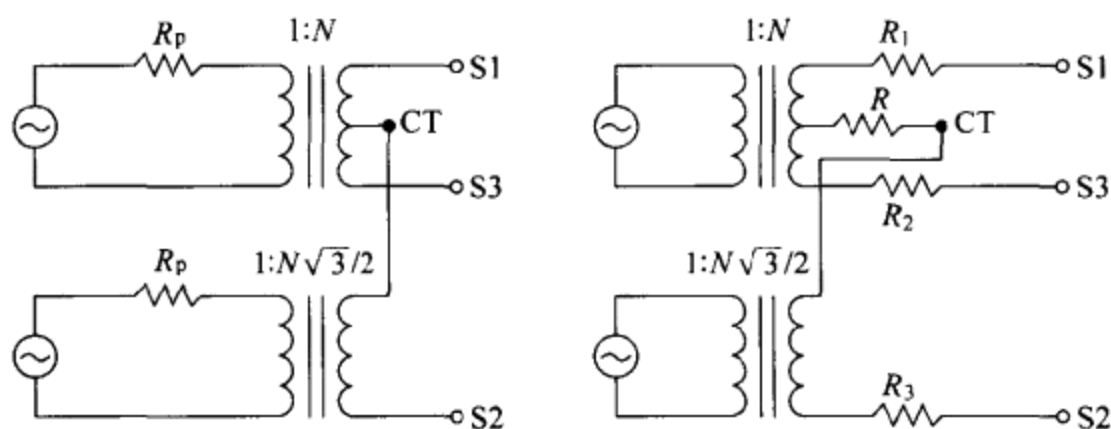 Rp 1:N S1
CT
S3
Rp 1:N√3/2
S2
1:N R1 S1
R CT
R2 S3
1:N√3/2
R3 S2